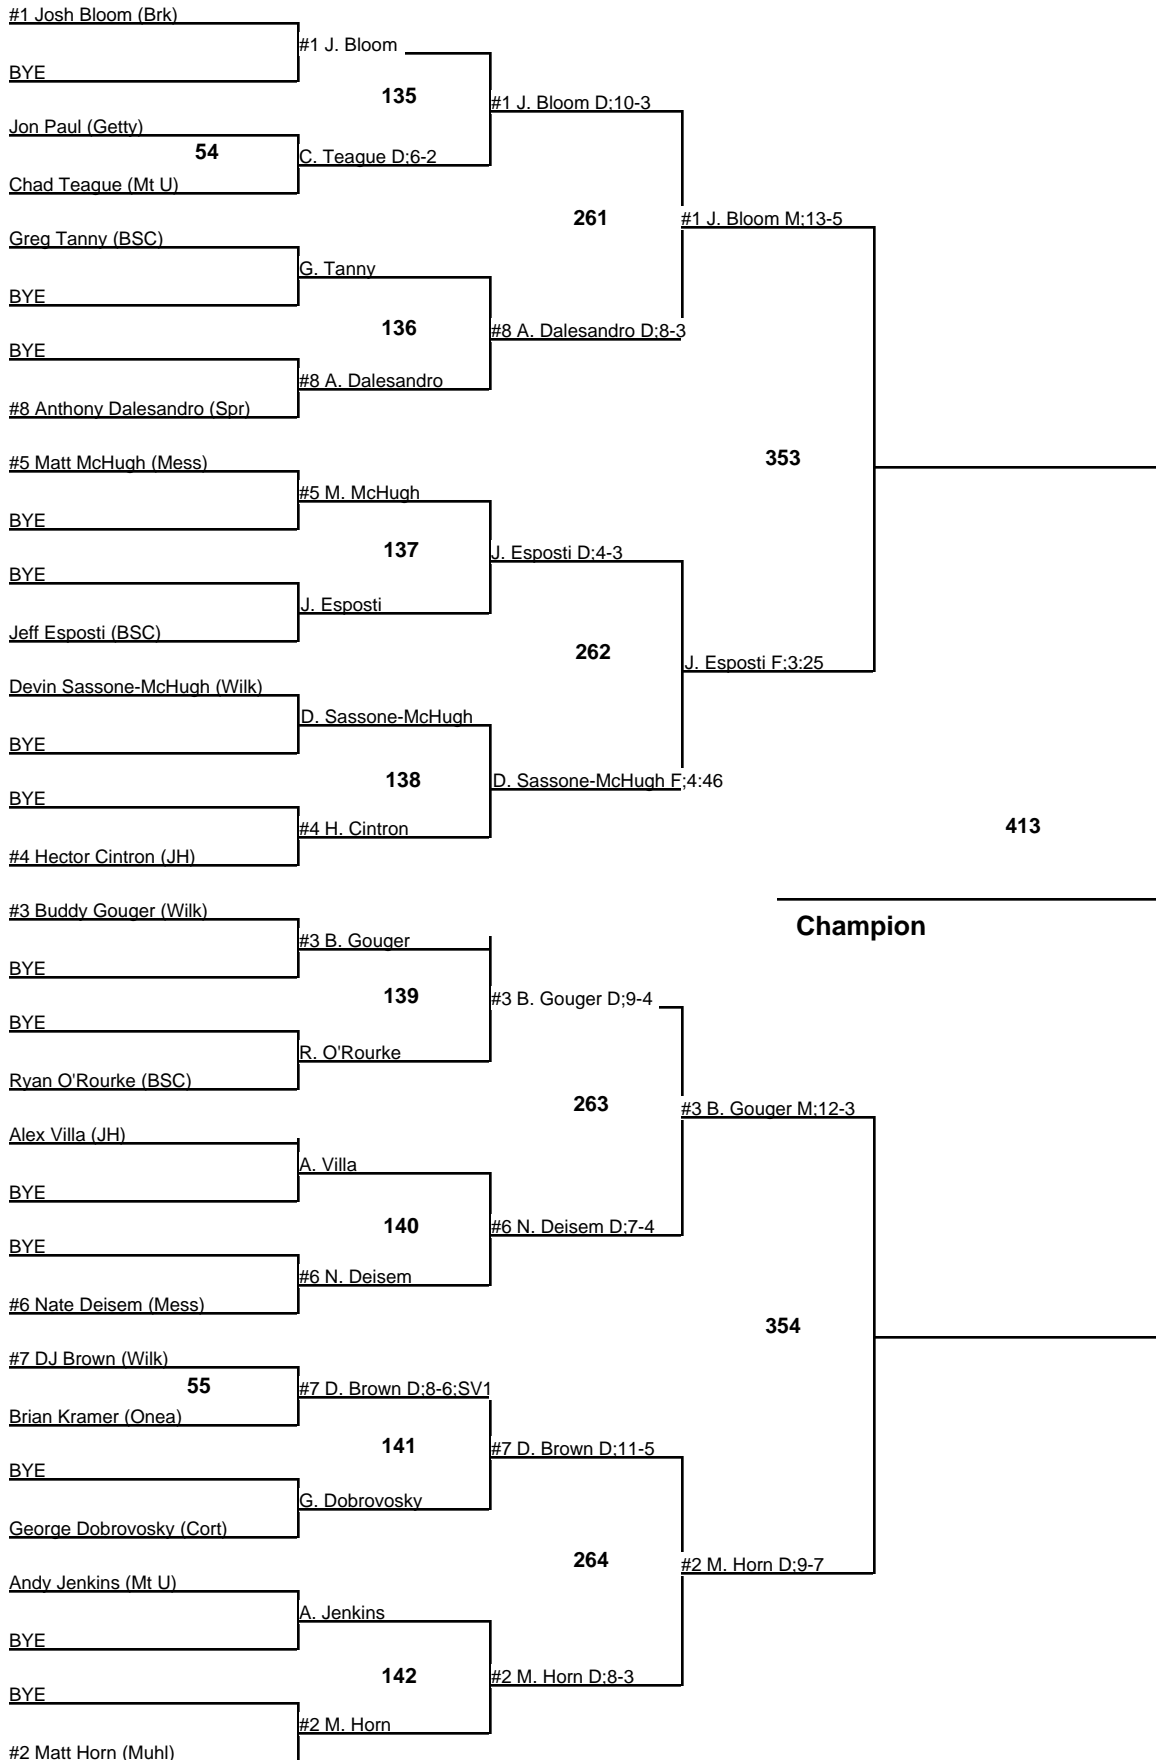 #1 Josh Bloom (Brk)
#1 J. Bloom
BYE
135
#1 J. Bloom D;10-3
Jon Paul (Getty)
54
C. Teague D;6-2
Chad Teague (Mt U)
261
#1 J. Bloom M;13-5
Greg Tanny (BSC)
G. Tanny
BYE
136
#8 A. Dalesandro D;8-3
BYE
#8 A. Dalesandro
#8 Anthony Dalesandro (Spr)
353
#5 Matt McHugh (Mess)
#5 M. McHugh
BYE
137
J. Esposti D;4-3
BYE
J. Esposti
Jeff Esposti (BSC)
262
J. Esposti F;3:25
Devin Sassone-McHugh (Wilk)
D. Sassone-McHugh
BYE
138
D. Sassone-McHugh F;4:46
BYE
#4 H. Cintron
413
#4 Hector Cintron (JH)
#3 Buddy Gouger (Wilk)
Champion
#3 B. Gouger
BYE
139
#3 B. Gouger D;9-4
BYE
R. O'Rourke
Ryan O'Rourke (BSC)
263
#3 B. Gouger M;12-3
Alex Villa (JH)
A. Villa
BYE
140
#6 N. Deisem D;7-4
BYE
#6 N. Deisem
#6 Nate Deisem (Mess)
354
#7 DJ Brown (Wilk)
55
#7 D. Brown D;8-6;SV1
Brian Kramer (Onea)
141
#7 D. Brown D;11-5
BYE
G. Dobrovosky
George Dobrovosky (Cort)
264
#2 M. Horn D;9-7
Andy Jenkins (Mt U)
A. Jenkins
BYE
142
#2 M. Horn D;8-3
BYE
#2 M. Horn
#2 Matt Horn (Muhl)